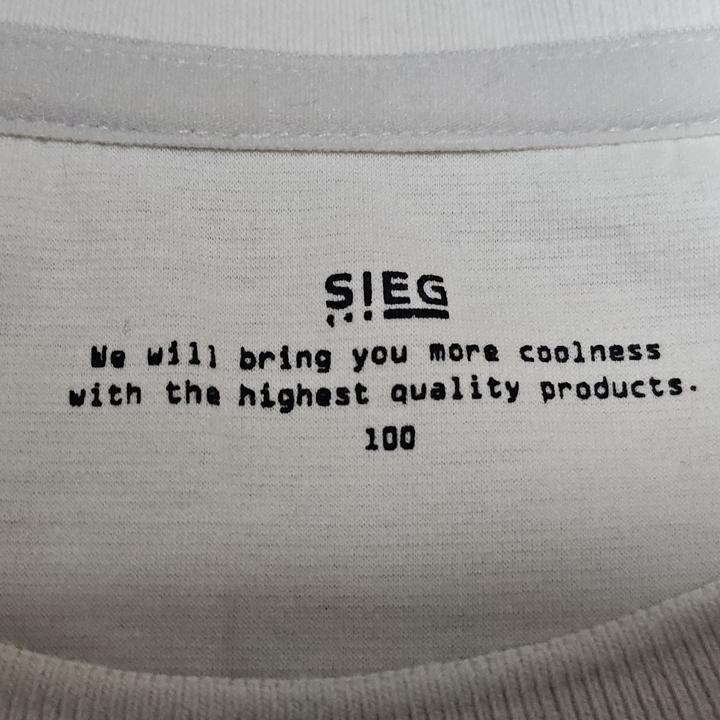 SIEG
We will bring you more coolness
with the highest quality products.
100